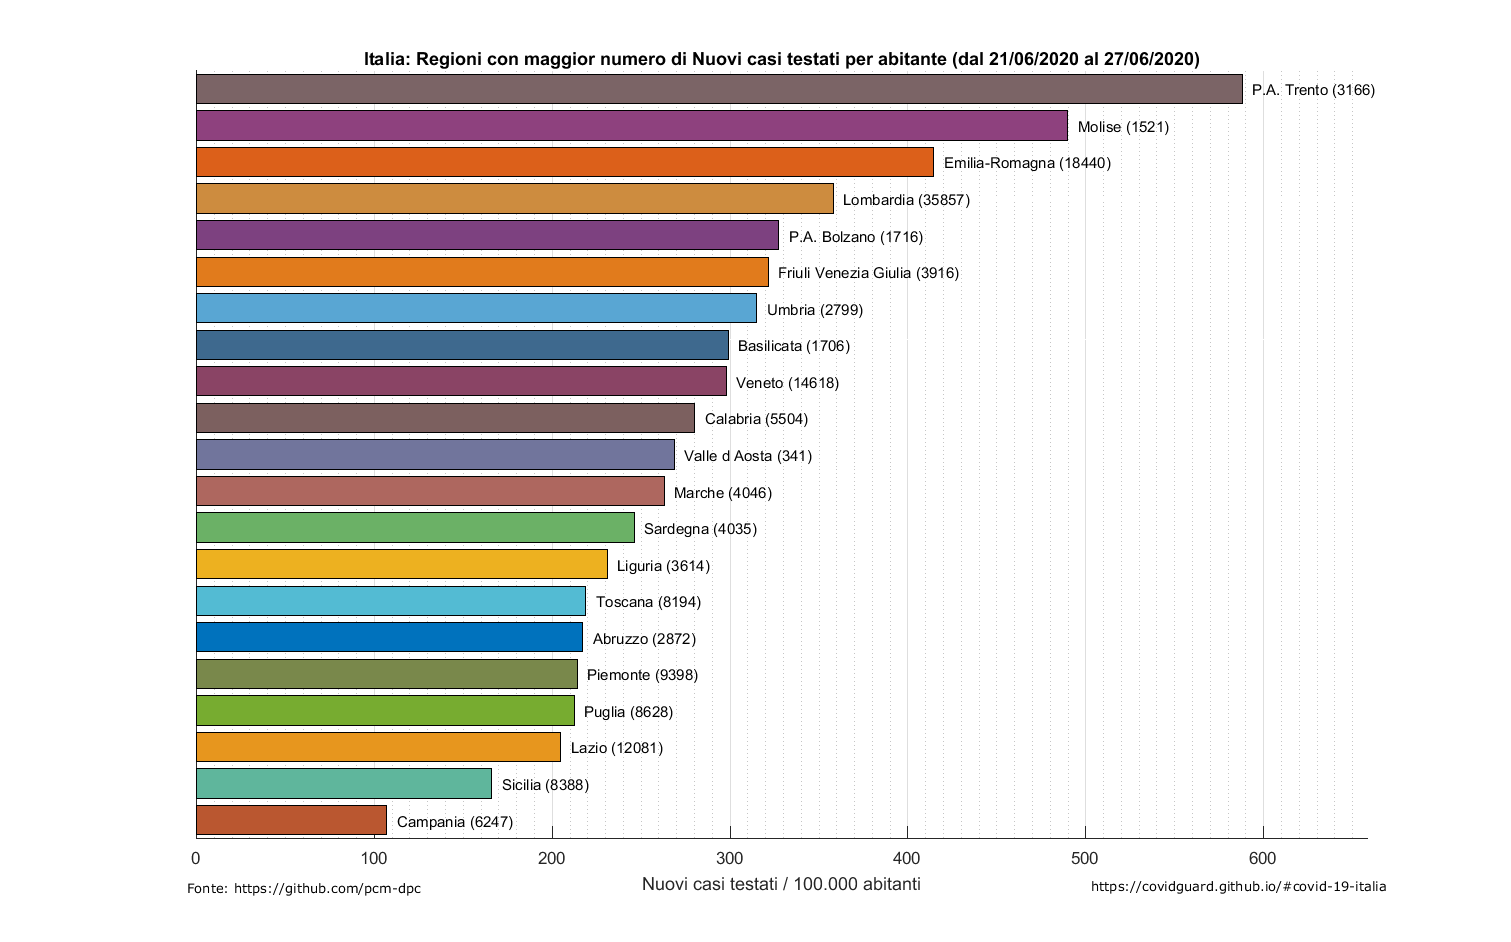 Italia: Regioni con maggior numero di Nuovi casi testati per abitante (dal 21/06/2020 al 27/06/2020)
P.A. Trento (3166)
Molise (1521)
Emilia-Romagna (18440)
Lombardia (35857)
P.A. Bolzano (1716)
Friuli Venezia Giulia (3916)
Umbria (2799)
Basilicata (1706)
Veneto (14618)
Calabria (5504)
Valle d Aosta (341)
Marche (4046)
Sardegna (4035)
Liguria (3614)
Toscana (8194)
Abruzzo (2872)
Piemonte (9398)
Puglia (8628)
Lazio (12081)
Sicilia (8388)
Campania (6247)
0 100 200 300 400 500 600
Nuovi casi testati / 100.000 abitanti
Fonte: https://github.com/pcm-dpc
https://covidguard.github.io/#covid-19-italia